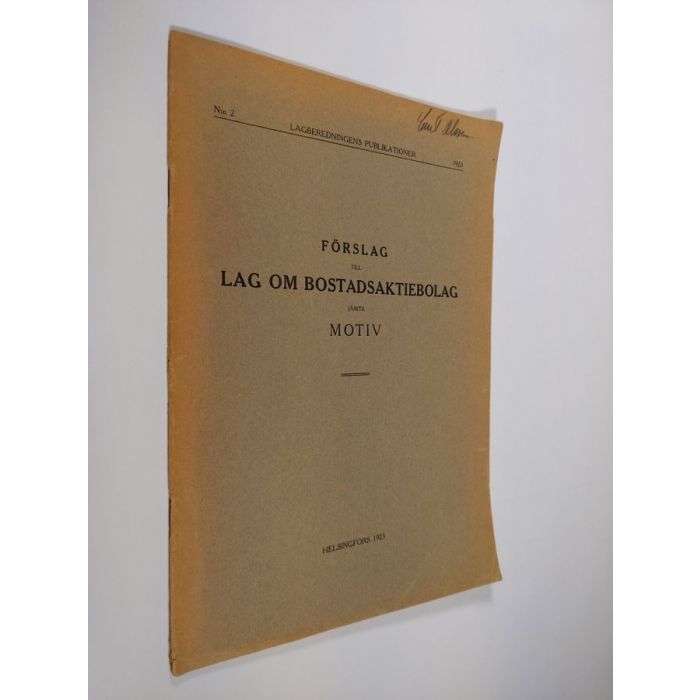 N:o 2
LAGBEREDNINGENS PUBLIKATIONER
1923
FÖRSLAG
TILL
LAG OM BOSTADSAKTIEBOLAG
JÄMTE
MOTIV
HELSINGFORS 1923